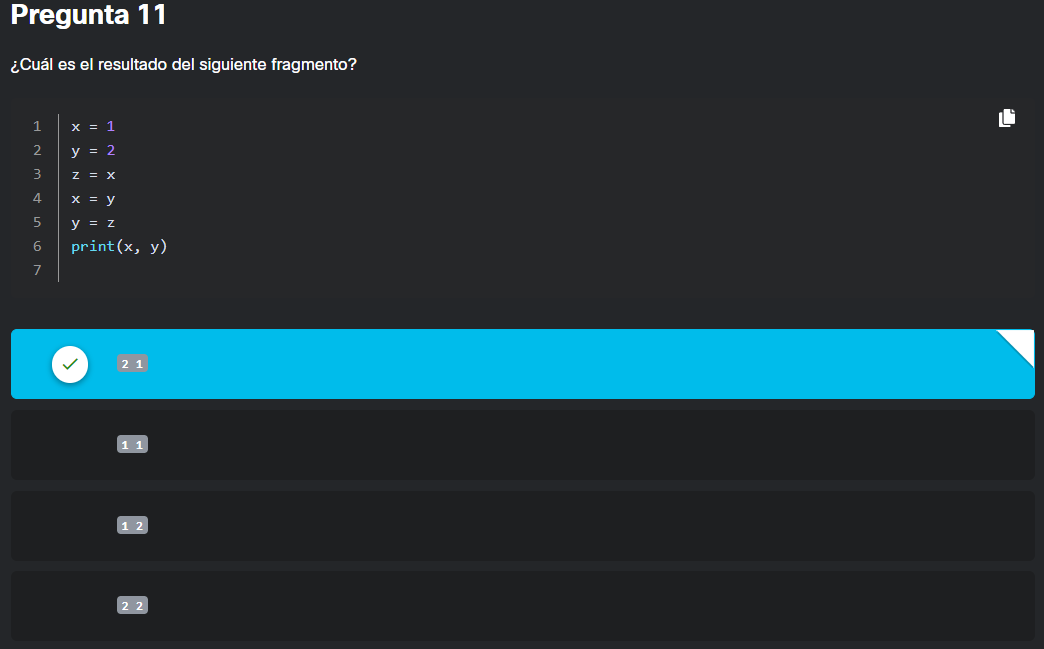 Pregunta 11
¿Cuál es el resultado del siguiente fragmento?
1 x = 1
2 y = 2
3 z = x
4 x = y
5 y = z
6 print(x, y)
7
2 1
1 1
1 2
2 2